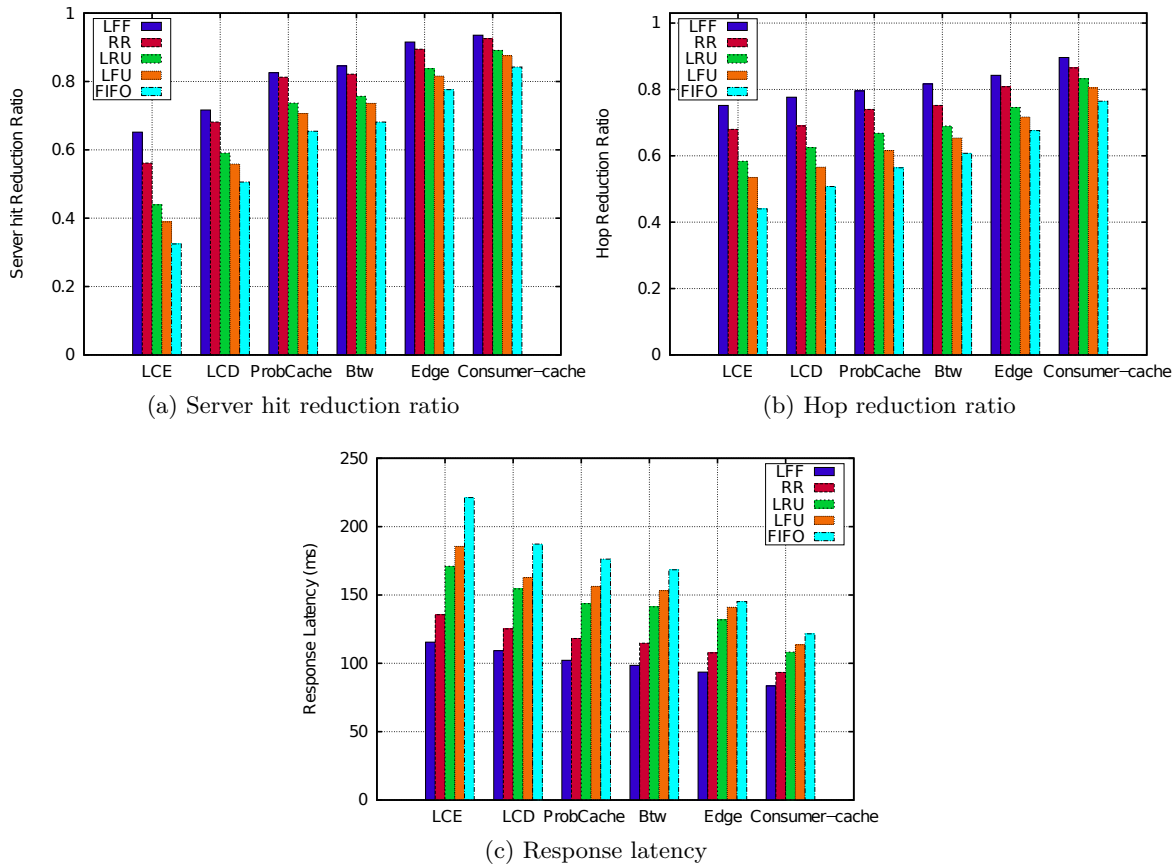 1
0.8
0.6
0.4
0.2
0
Server hit Reduction Ratio
LFF
RR
LRU
LFU
FIFO
LCE LCD ProbCache Btw Edge Consumer−cache
(a) Server hit reduction ratio
1
0.8
0.6
0.4
0.2
0
Hop Reduction Ratio
LFF
RR
LRU
LFU
FIFO
LCE LCD ProbCache Btw Edge Consumer−cache
(b) Hop reduction ratio
250
200
150
100
50
0
Response Latency (ms)
LFF
RR
LRU
LFU
FIFO
LCE LCD ProbCache Btw Edge Consumer−cache
(c) Response latency